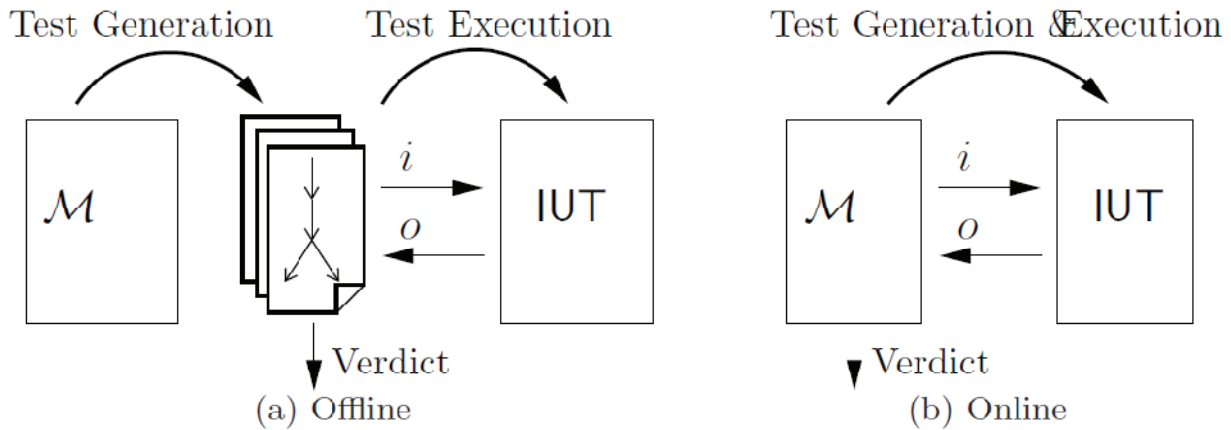 Test Generation
Test Execution
ℳ
i
o
IUT
Verdict
(a) Offline
Test Generation & Execution
ℳ
i
o
IUT
Verdict
(b) Online